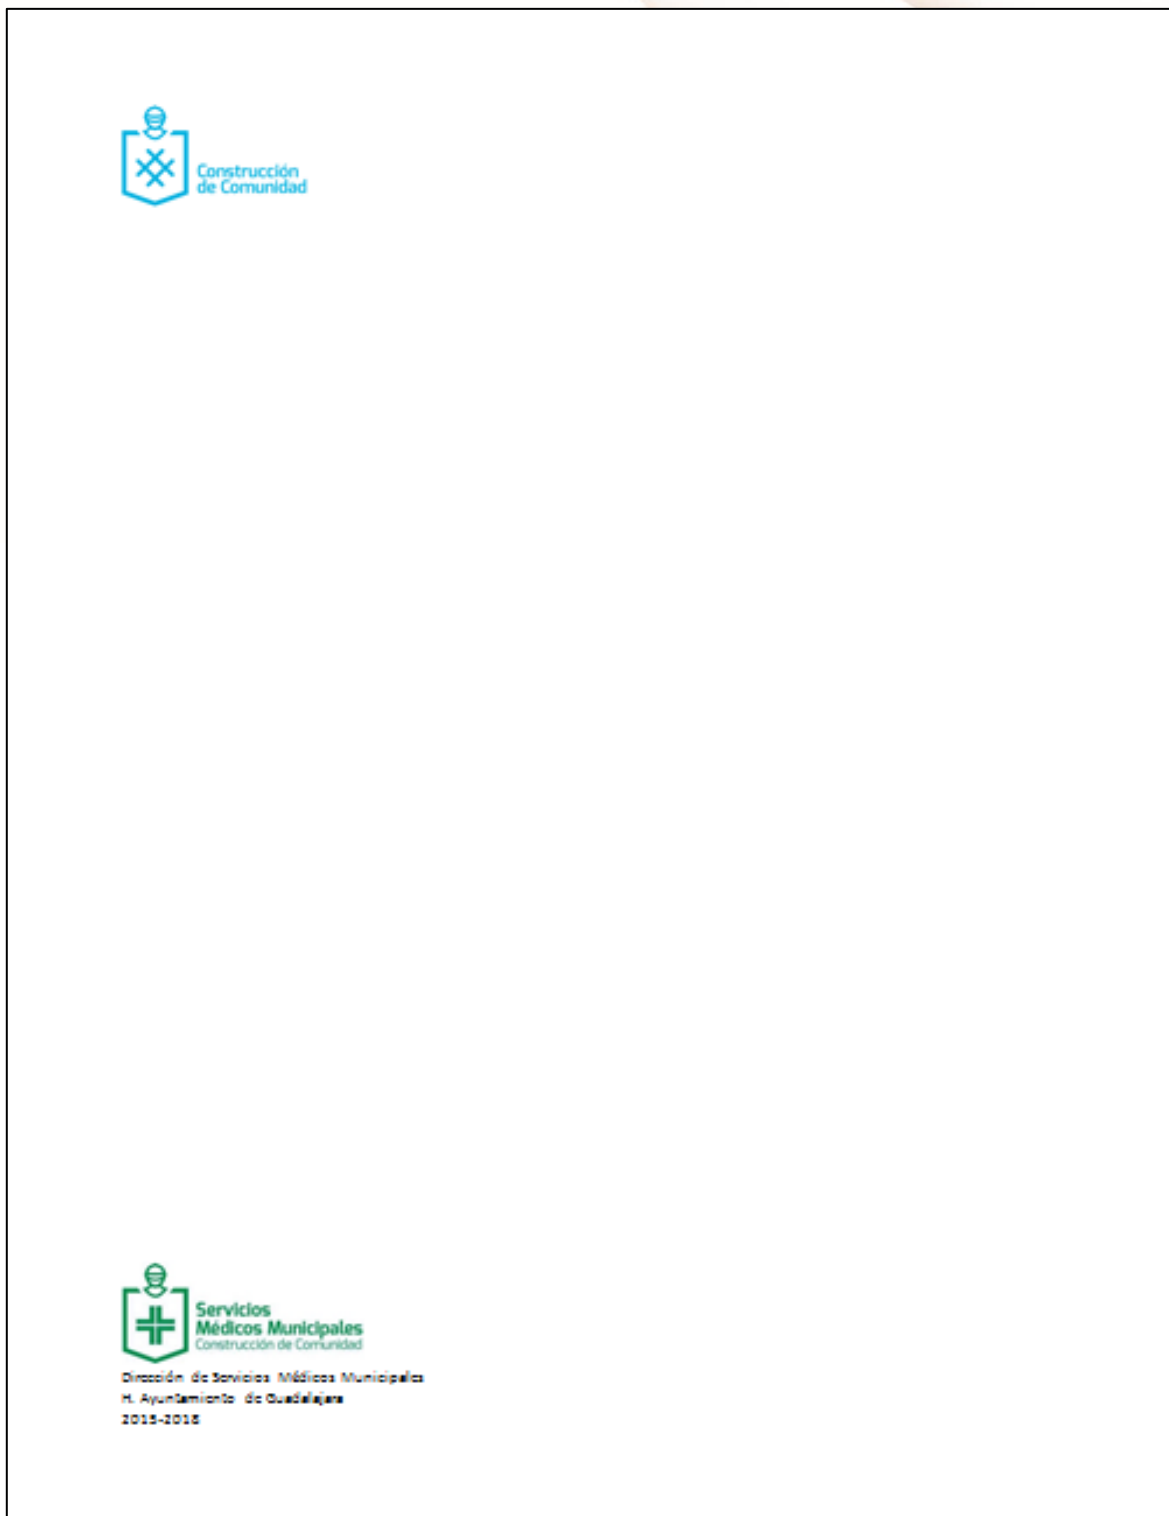 Construcción
de Comunidad
Servicios
Médicos Municipales
Construcción de Comunidad
Dirección de Servicios Médicos Municipales
H. Ayuntamiento de Guadalajara
2015-2018